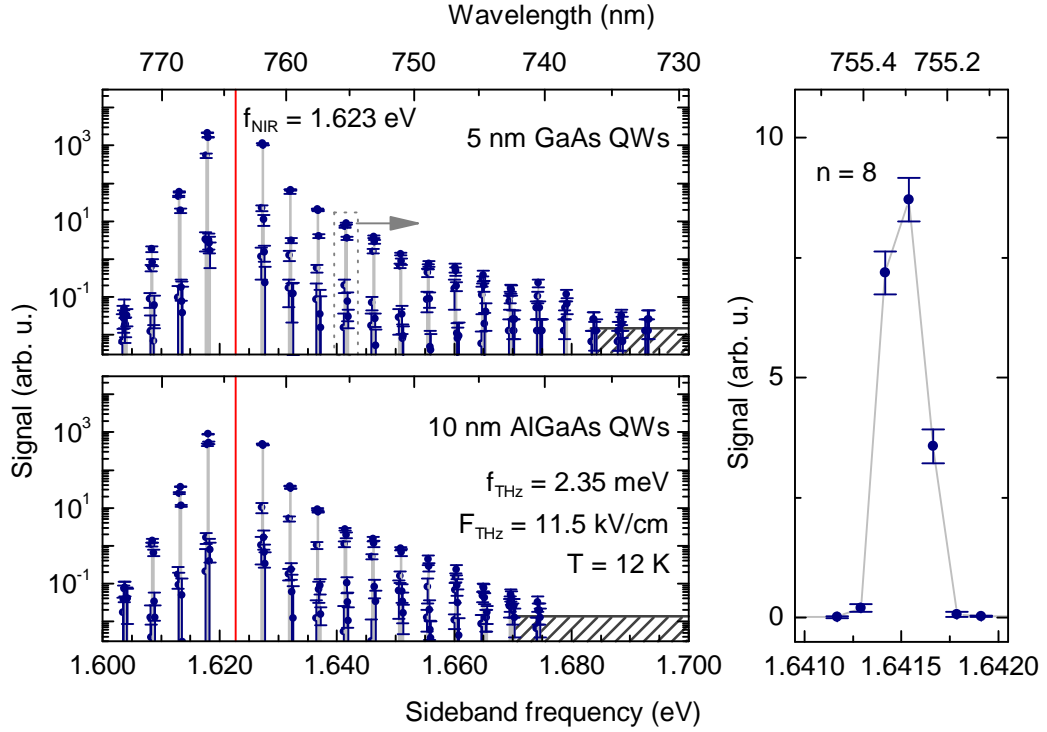 Wavelength (nm)
770 760 750 740 730
755.4 755.2
f_NIR = 1.623 eV
5 nm GaAs QWs
10^3
10^1
10^-1
10 nm AlGaAs QWs
f_THz = 2.35 meV
F_THz = 11.5 kV/cm
T = 12 K
10^3
10^1
10^-1
Signal (arb. u.)
1.600 1.620 1.640 1.660 1.680 1.700
Sideband frequency (eV)
n = 8
10
5
0
Signal (arb. u.)
1.6410 1.6415 1.6420